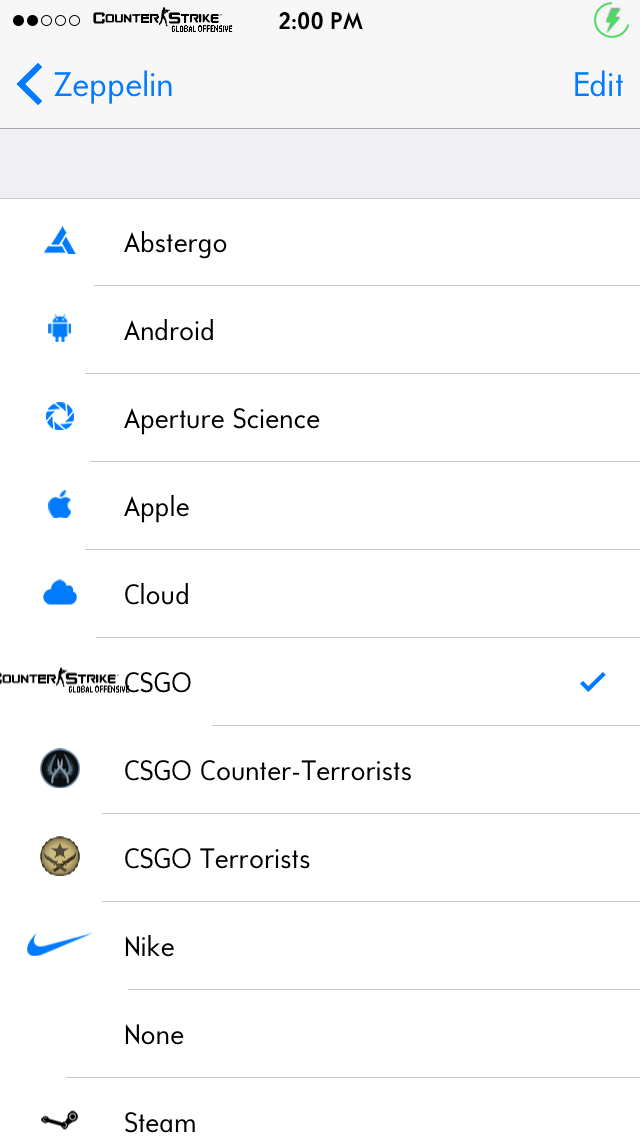 COUNTER STRIKE
GLOBAL OFFENSIVE
2:00 PM
Zeppelin
Edit
Abstergo
Android
Aperture Science
Apple
Cloud
COUNTER STRIKE
GLOBAL OFFENSIVE
CSGO
CSGO Counter-Terrorists
CSGO Terrorists
Nike
None
Steam